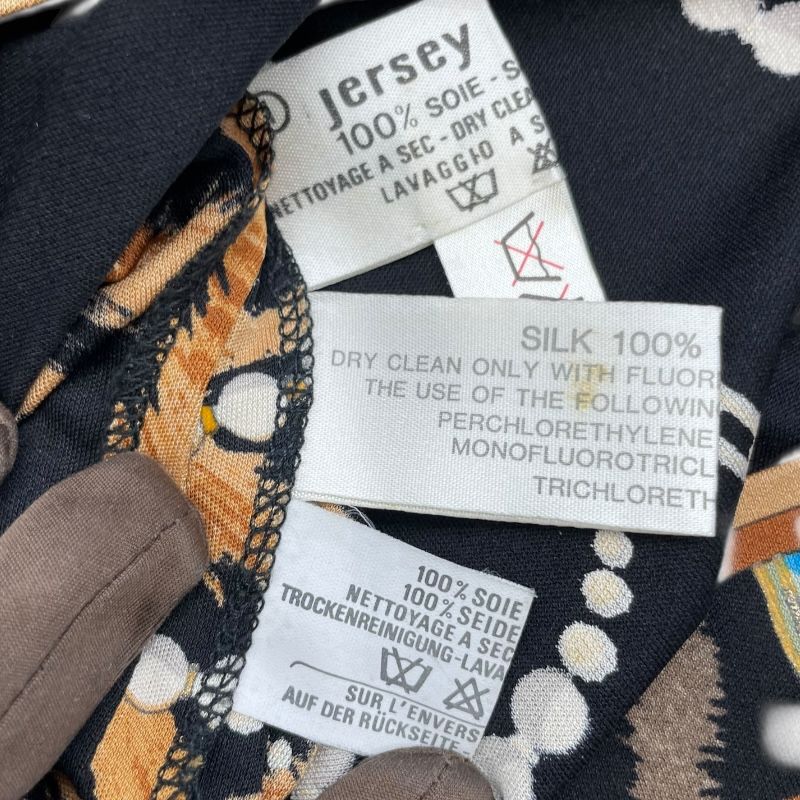 jersey
100% SOIE - S
NETTOYAGE A SEC - DRY CLEA
LAVAGGIO A S
SILK 100%
DRY CLEAN ONLY WITH FLUOR
THE USE OF THE FOLLOWIN
PERCHLORETHYLENE
MONOFLUOROTRICL
TRICHLORETH
100% SOIE
100% SEIDE
NETTOYAGE A SEC
TROCKENREINIGUNG-LAVA
SUR L'ENVERS
AUF DER RÜCKSEITE -